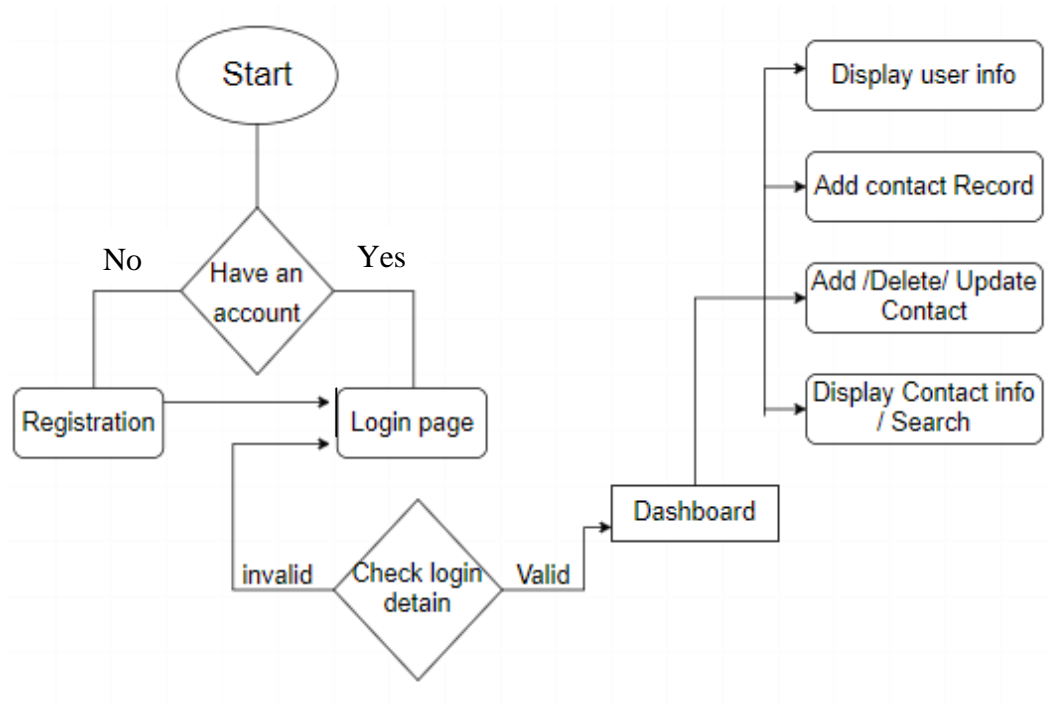 Start
Display user info
Add contact Record
No
Yes
Have an
account
Add /Delete/ Update
Contact
Registration
Login page
Display Contact info
/ Search
Dashboard
invalid
Check login
detain
Valid